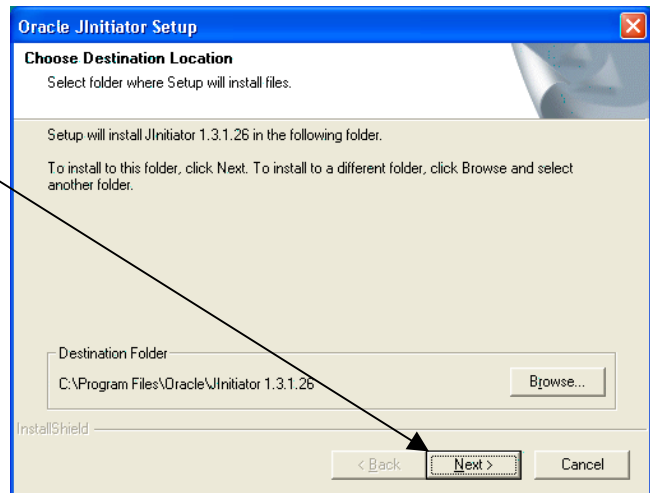 Oracle JInitiator Setup
Choose Destination Location
Select folder where Setup will install files.
Setup will install JInitiator 1.3.1.26 in the following folder.
To install to this folder, click Next. To install to a different folder, click Browse and select
another folder.
Destination Folder
C:\Program Files\Oracle\JInitiator 1.3.1.26
Browse...
InstallShield
< Back
Next >
Cancel